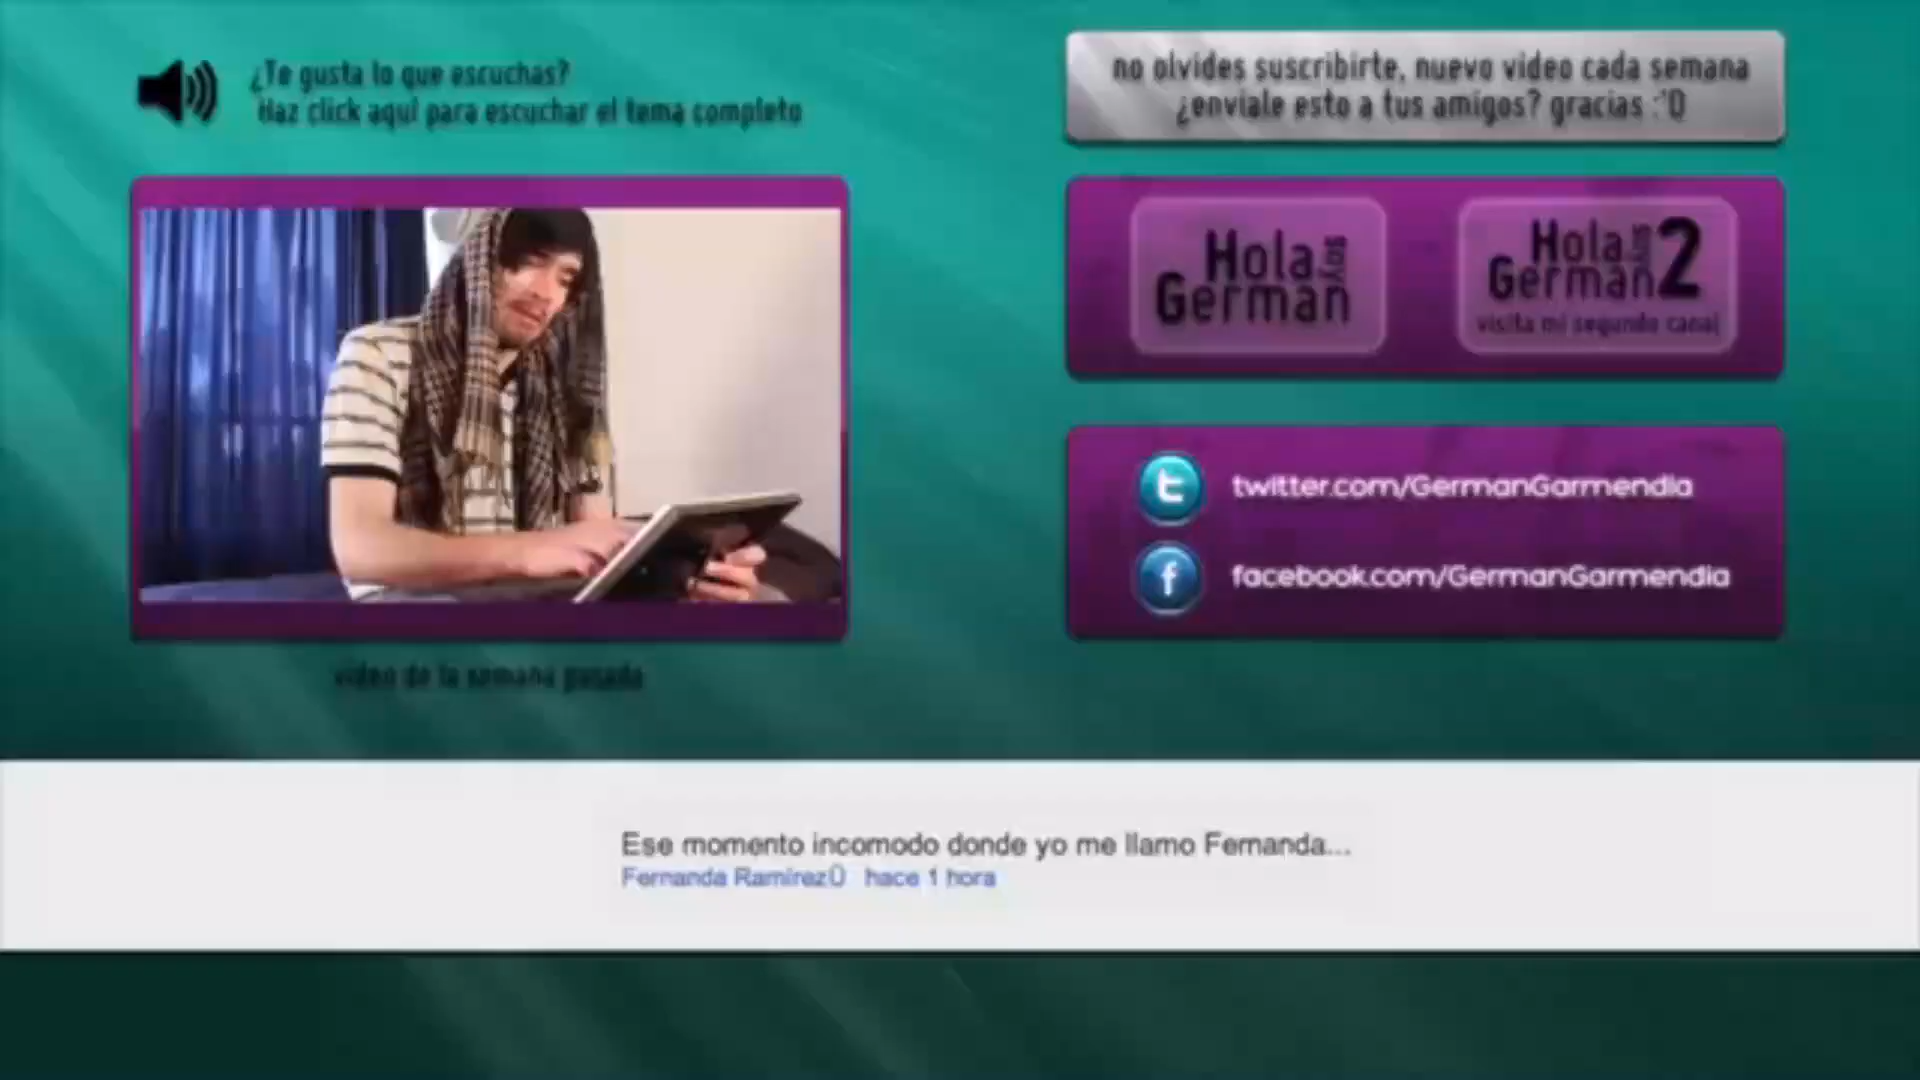 ¿Te gusta lo que escuchas?
Haz click aquí para escuchar el tema completo
no olvides suscribirte, nuevo video cada semana
¿enviale esto a tus amigos? gracias :'D
Hola soy
German
Hola soy
German 2
visita mi segundo canal
twitter.com/GermanGarmendia
facebook.com/GermanGarmendia
video de la semana pasada
Ese momento incomodo donde yo me llamo Fernanda...
Fernanda Ramirez0 hace 1 hora